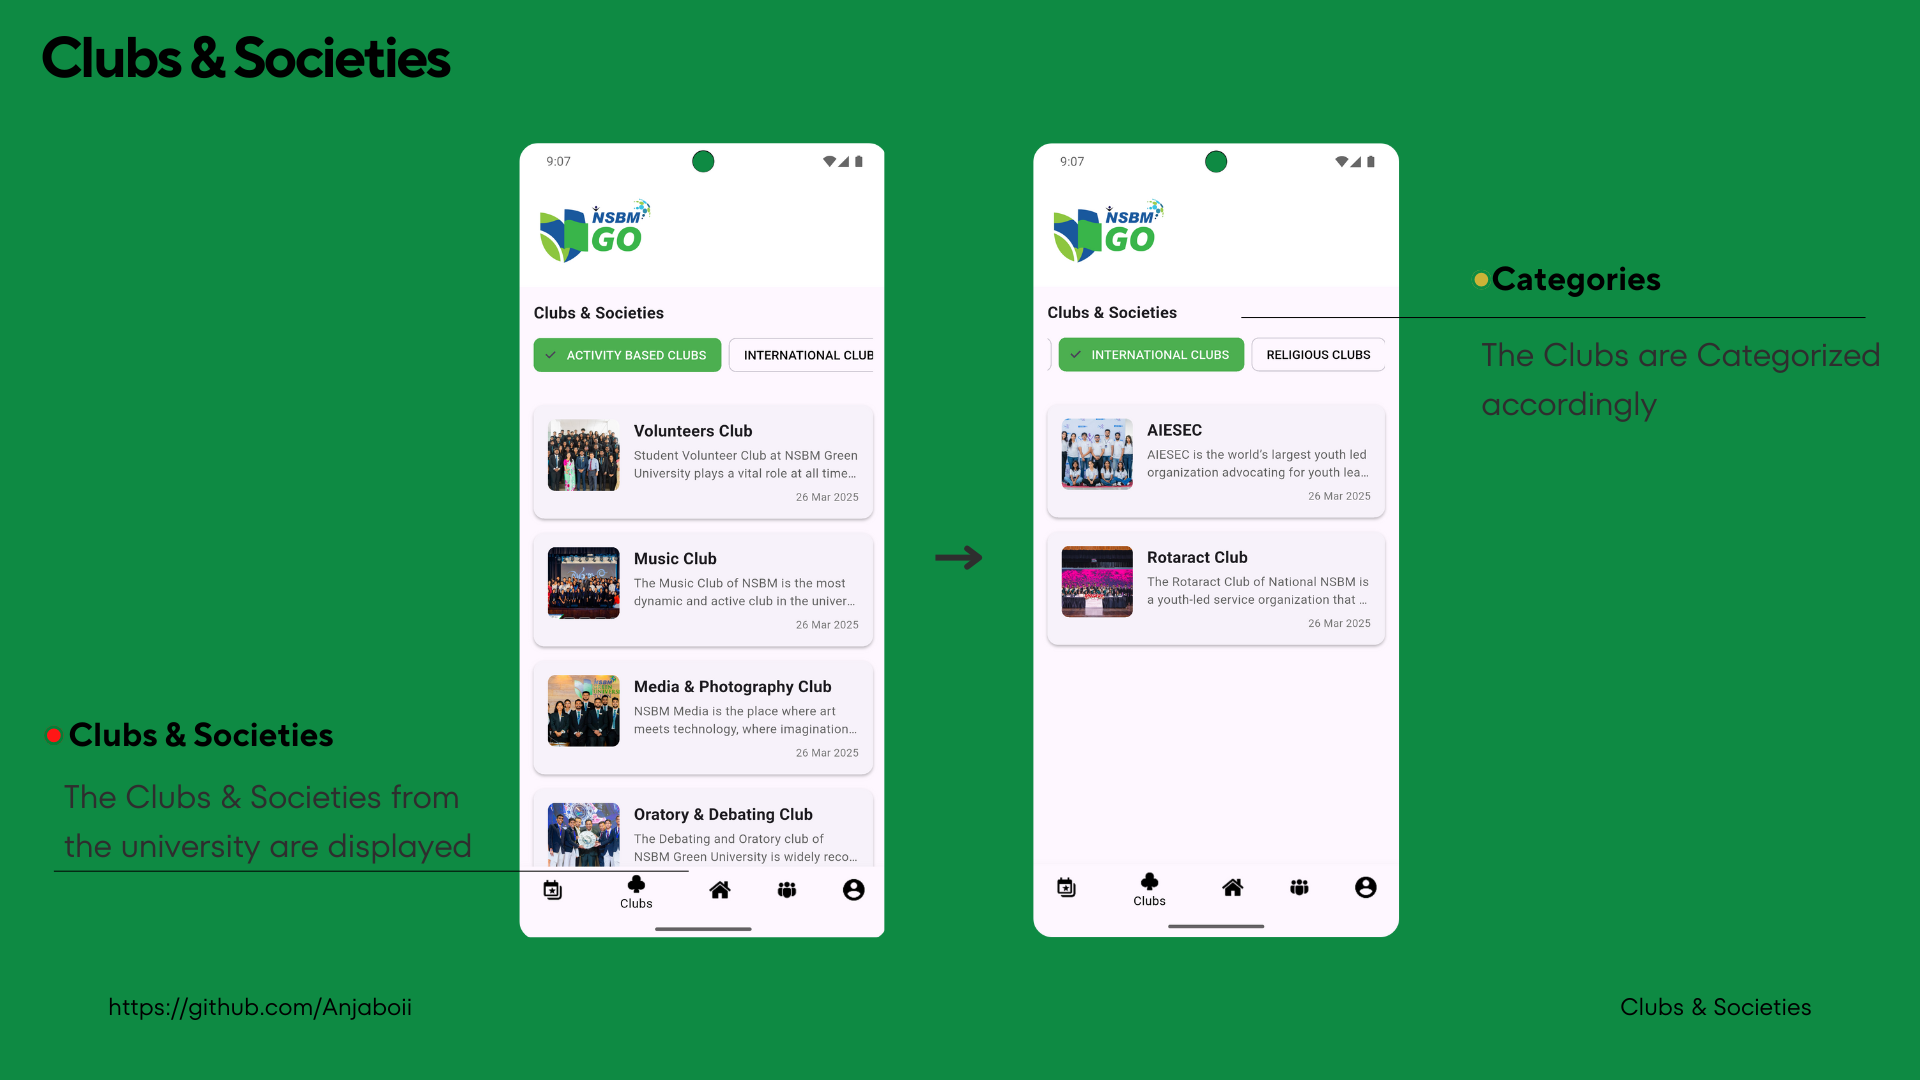 Clubs & Societies
9:07
NSBM
GO
Clubs & Societies
ACTIVITY BASED CLUBS
INTERNATIONAL CLUB
Volunteers Club
Student Volunteer Club at NSBM Green
University plays a vital role at all time...
26 Mar 2025
Music Club
The Music Club of NSBM is the most
dynamic and active club in the univer...
26 Mar 2025
Media & Photography Club
NSBM Media is the place where art
meets technology, where imagination...
26 Mar 2025
Oratory & Debating Club
The Debating and Oratory club of
NSBM Green University is widely reco...
Clubs
9:07
NSBM
GO
Clubs & Societies
INTERNATIONAL CLUBS
RELIGIOUS CLUBS
AIESEC
AIESEC is the world's largest youth led
organization advocating for youth lea...
26 Mar 2025
Rotaract Club
The Rotaract Club of National NSBM is
a youth-led service organization that ...
26 Mar 2025
Clubs
Categories
The Clubs are Categorized
accordingly
Clubs & Societies
The Clubs & Societies from
the university are displayed
https://github.com/Anjaboii
Clubs & Societies